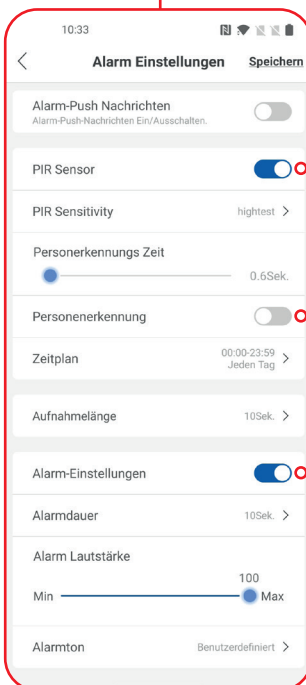 10:33
Alarm Einstellungen Speichern
Alarm-Push Nachrichten
Alarm-Push-Nachrichten Ein/Ausschalten.
PIR Sensor
PIR Sensitivity hightest >
Personerkennungs Zeit
0.6Sek.
Personenerkennung
Zeitplan 00:00-23:59 >
Jeden Tag
Aufnahmelänge 10Sek. >
Alarm-Einstellungen
Alarmdauer 10Sek. >
Alarm Lautstärke
100
Min Max
Alarmton Benutzerdefiniert >